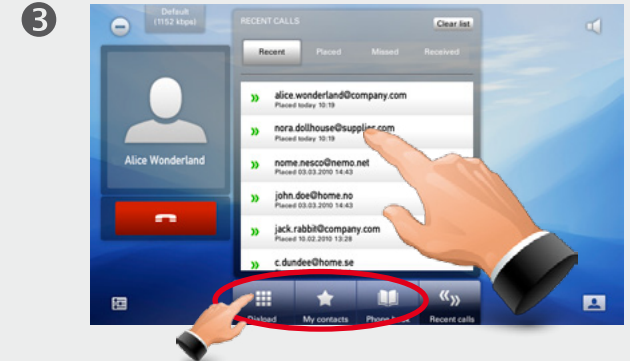 3
Default
(1152 kbps)
RECENT CALLS
Clear list
Recent Placed Missed Received
alice.wonderland@company.com
Placed today 10:19
nora.dollhouse@supplier.com
Placed today 10:19
nome.nesco@nemo.net
Placed 03.03.2010 14:43
Alice Wonderland
john.doe@home.no
Placed 03.03.2010 14:43
jack.rabbit@company.com
Placed 10.02.2010 13:28
c.dundee@home.se
My contacts Phone book Recent calls